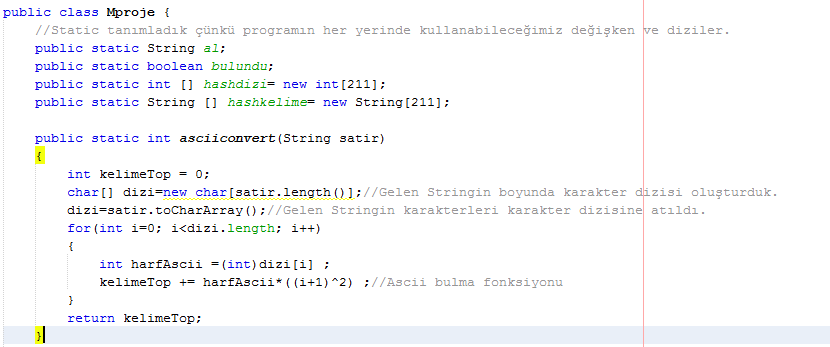 public class Mproje {
//Static tanımladık çünkü programın her yerinde kullanabileceğimiz değişken ve diziler.
public static String al;
public static boolean bulundu;
public static int [] hashdizi= new int[211];
public static String [] hashkelime= new String[211];
public static int asciiconvert(String satir)
{
int kelimeTop = 0;
char[] dizi=new char[satir.length()];//Gelen Stringin boyunda karakter dizisi oluşturduk.
dizi=satir.toCharArray();//Gelen Stringin karakterleri karakter dizisine atıldı.
for(int i=0; i<dizi.length; i++)
{
int harfAscii =(int)dizi[i] ;
kelimeTop += harfAscii*((i+1)^2) ;//Ascii bulma fonksiyonu
}
return kelimeTop;
}